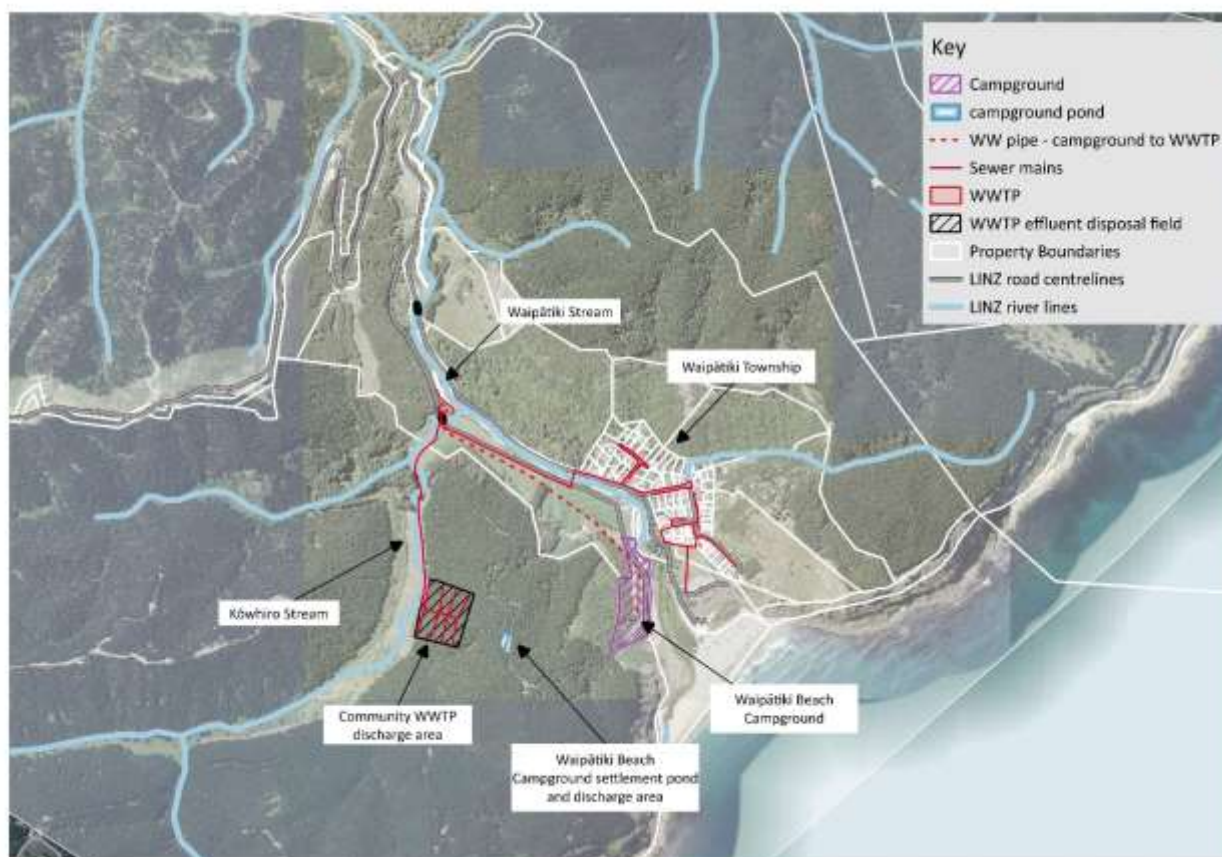 Key
Campground
campground pond
WW pipe - campground to WWTP
Sewer mains
WWTP
WWTP effluent disposal field
Property Boundaries
LINZ road centrelines
LINZ river lines
Waipātiki Stream
Waipātiki Township
Kōwhiro Stream
Community WWTP
discharge area
Waipātiki Beach
Campground settlement pond
and discharge area
Waipātiki Beach
Campground